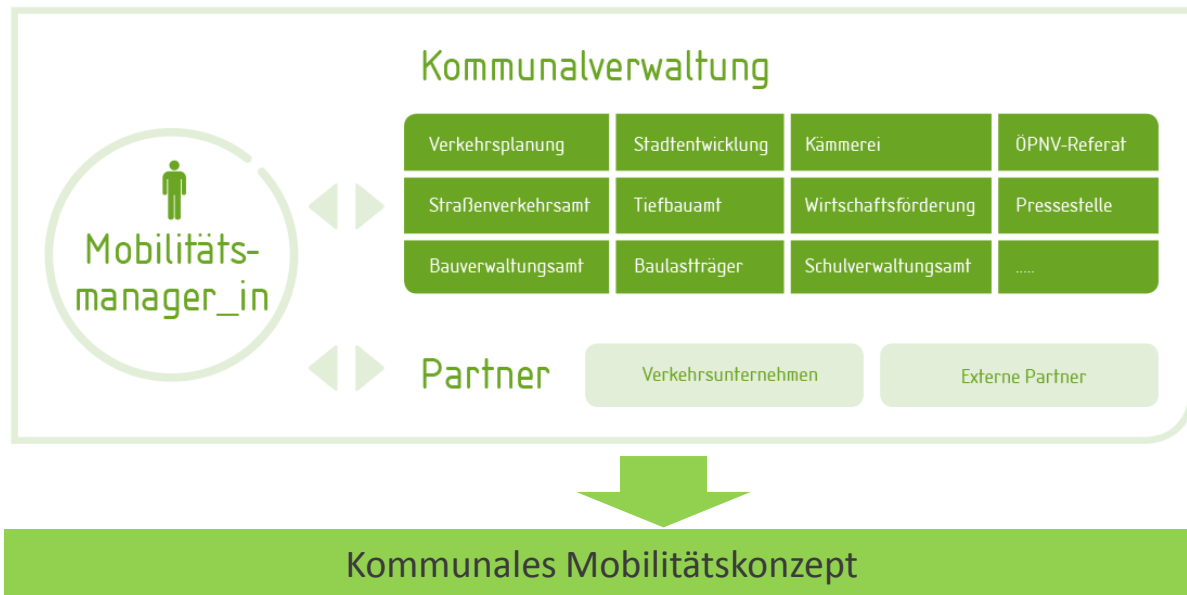 Kommunalverwaltung
Verkehrsplanung
Stadtentwicklung
Kämmerei
ÖPNV-Referat
Straßenverkehrsamt
Tiefbauamt
Wirtschaftsförderung
Pressestelle
Bauverwaltungsamt
Baulastträger
Schulverwaltungsamt
.....
Mobilitäts-
manager_in
Partner
Verkehrsunternehmen
Externe Partner
Kommunales Mobilitätskonzept